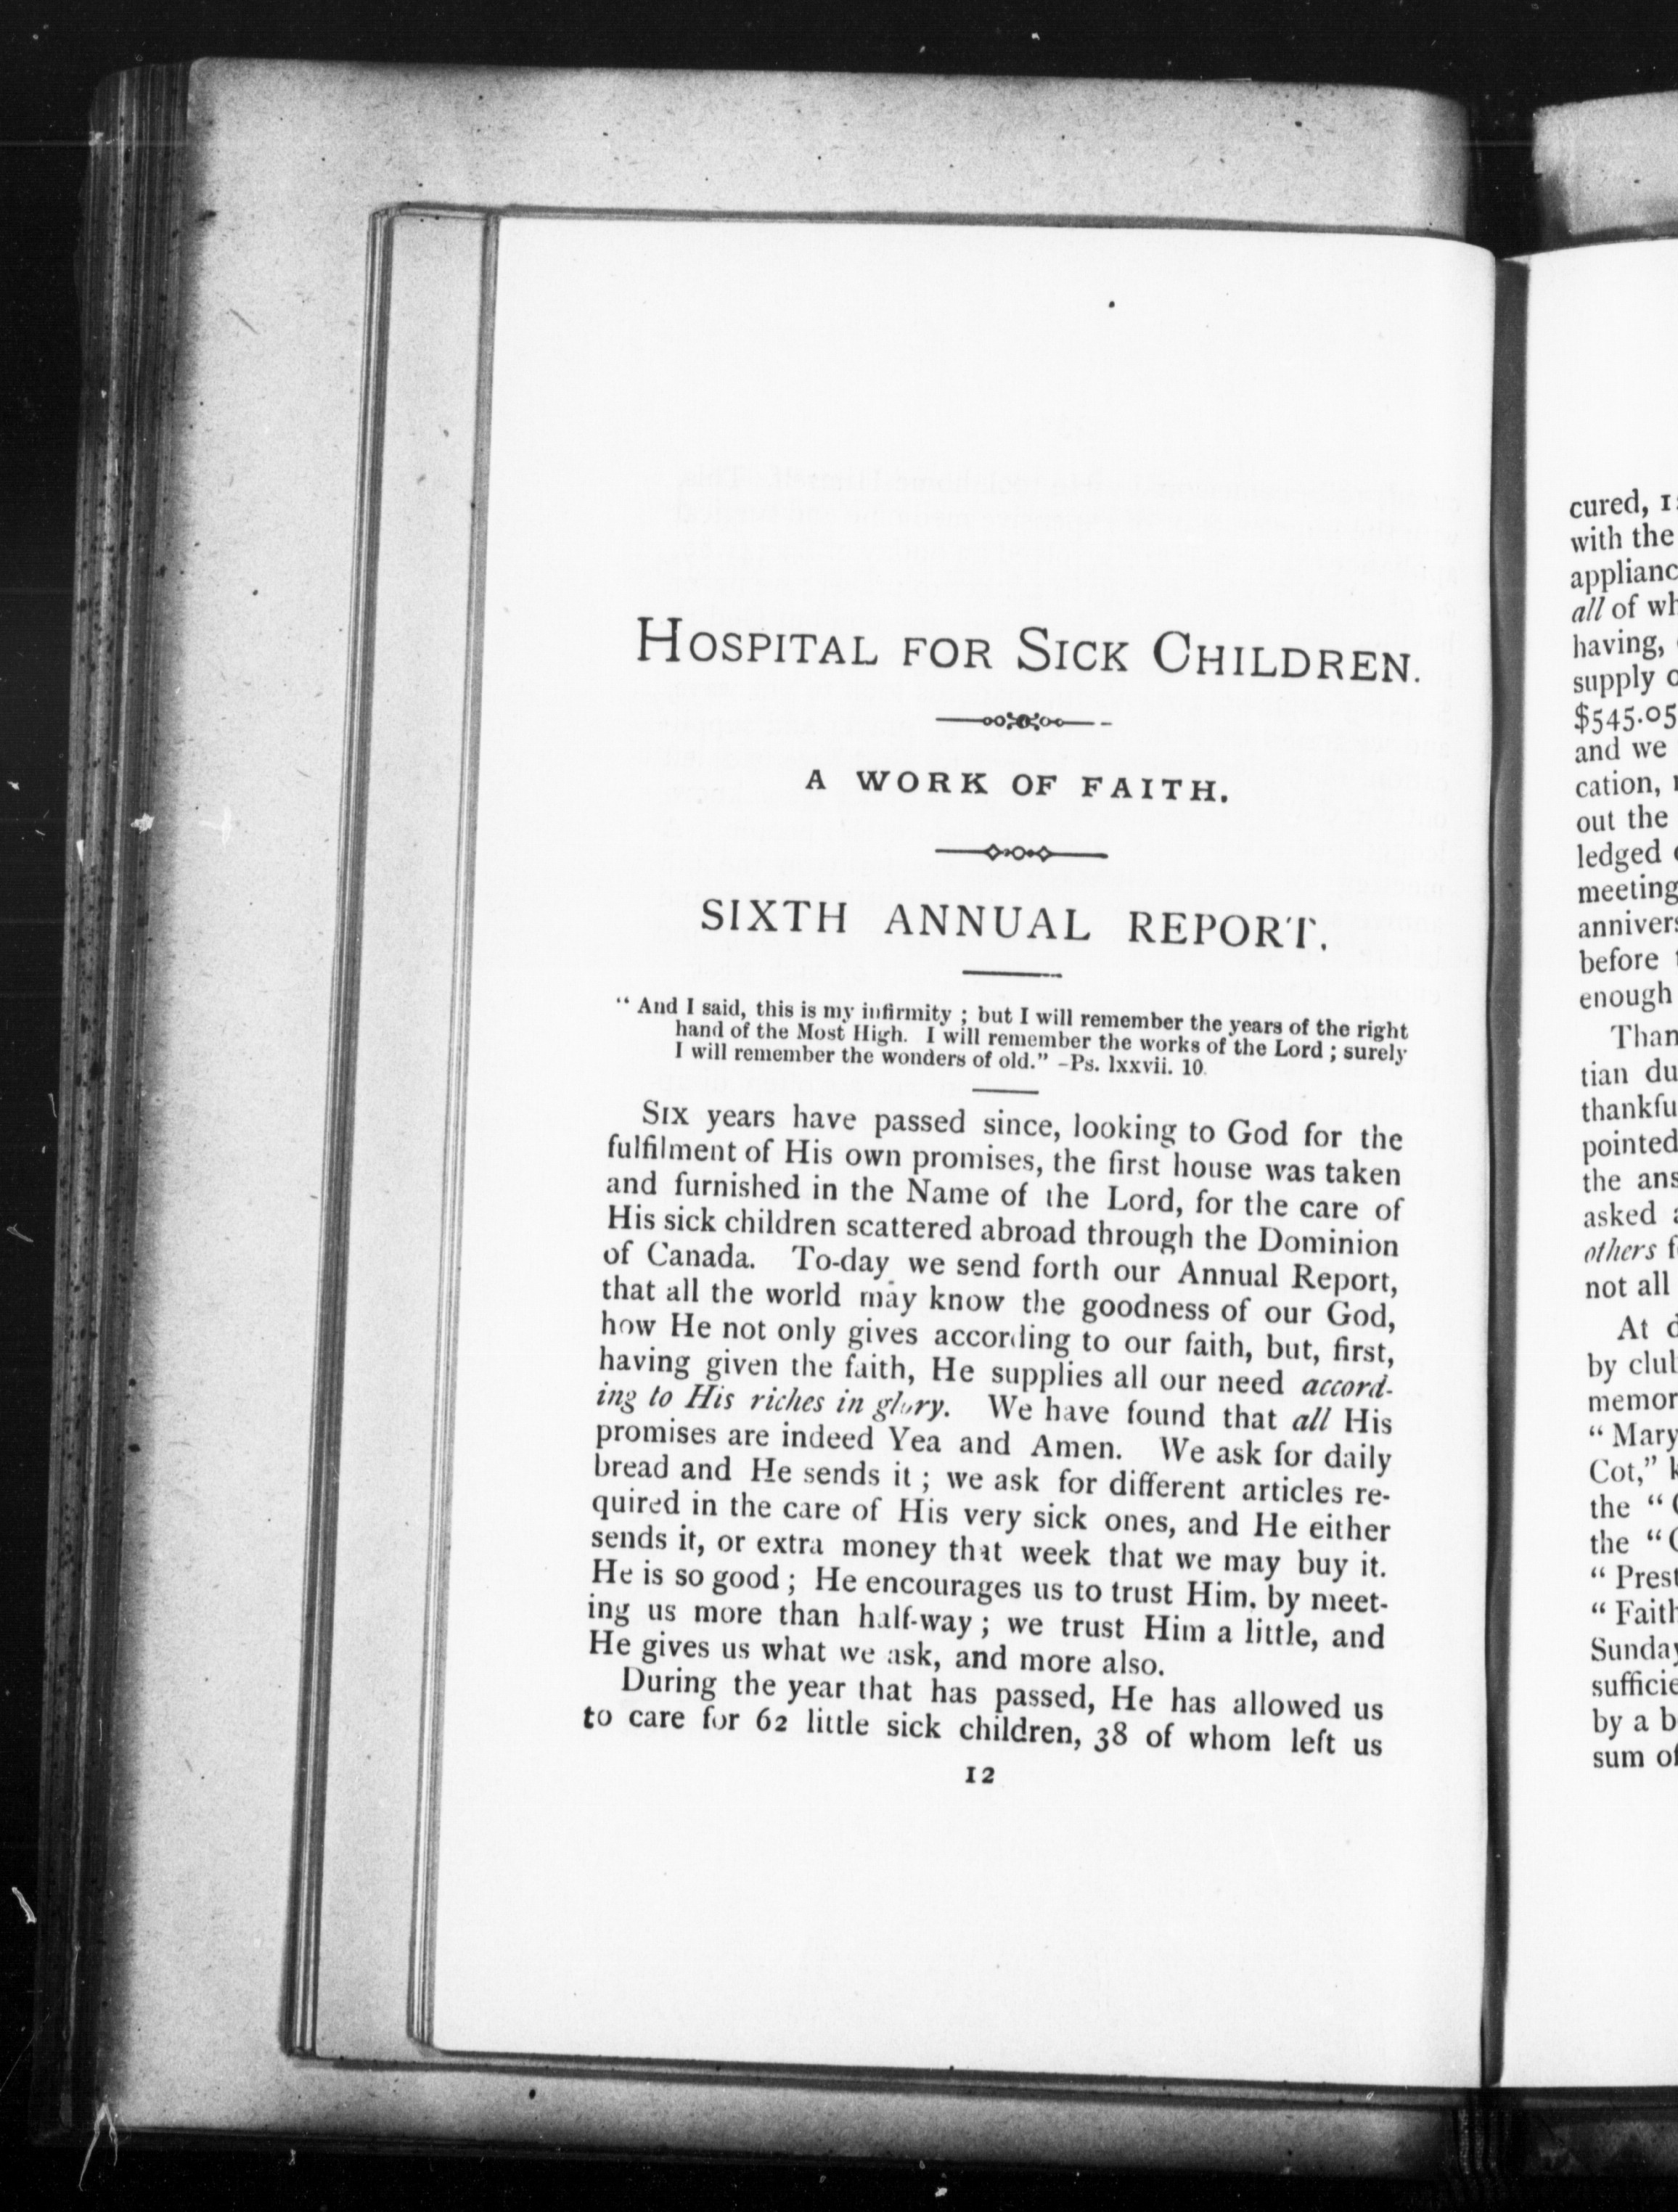 HOSPITAL FOR SICK CHILDREN.
A WORK OF FAITH.
SIXTH ANNUAL REPORT.
“ And I said, this is my infirmity ; but I will remember the years of the right
hand of the Most High. I will remember the works of the Lord ; surely
I will remember the wonders of old.” -Ps. lxxvii. 10.
SIX years have passed since, looking to God for the
fulfilment of His own promises, the first house was taken
and furnished in the Name of the Lord, for the care of
His sick children scattered abroad through the Dominion
of Canada. To-day we send forth our Annual Report,
that all the world may know the goodness of our God,
how He not only gives according to our faith, but, first,
having given the faith, He supplies all our need accord-
ing to His riches in glory. We have found that all His
promises are indeed Yea and Amen. We ask for daily
bread and He sends it ; we ask for different articles re-
quired in the care of His very sick ones, and He either
sends it, or extra money that week that we may buy it.
He is so good ; He encourages us to trust Him, by meet-
ing us more than half-way ; we trust Him a little, and
He gives us what we ask, and more also.
During the year that has passed, He has allowed us
to care for 62 little sick children, 38 of whom left us
12
cured,
with the
all of
having,
supply
$545.05
and we
cation,
out the
ledged
meeting
before
enough
tian
pointed
the
asked
others
not all
At
by
“ Mary
Cot,”
the “
the “
“
“
by a
sum